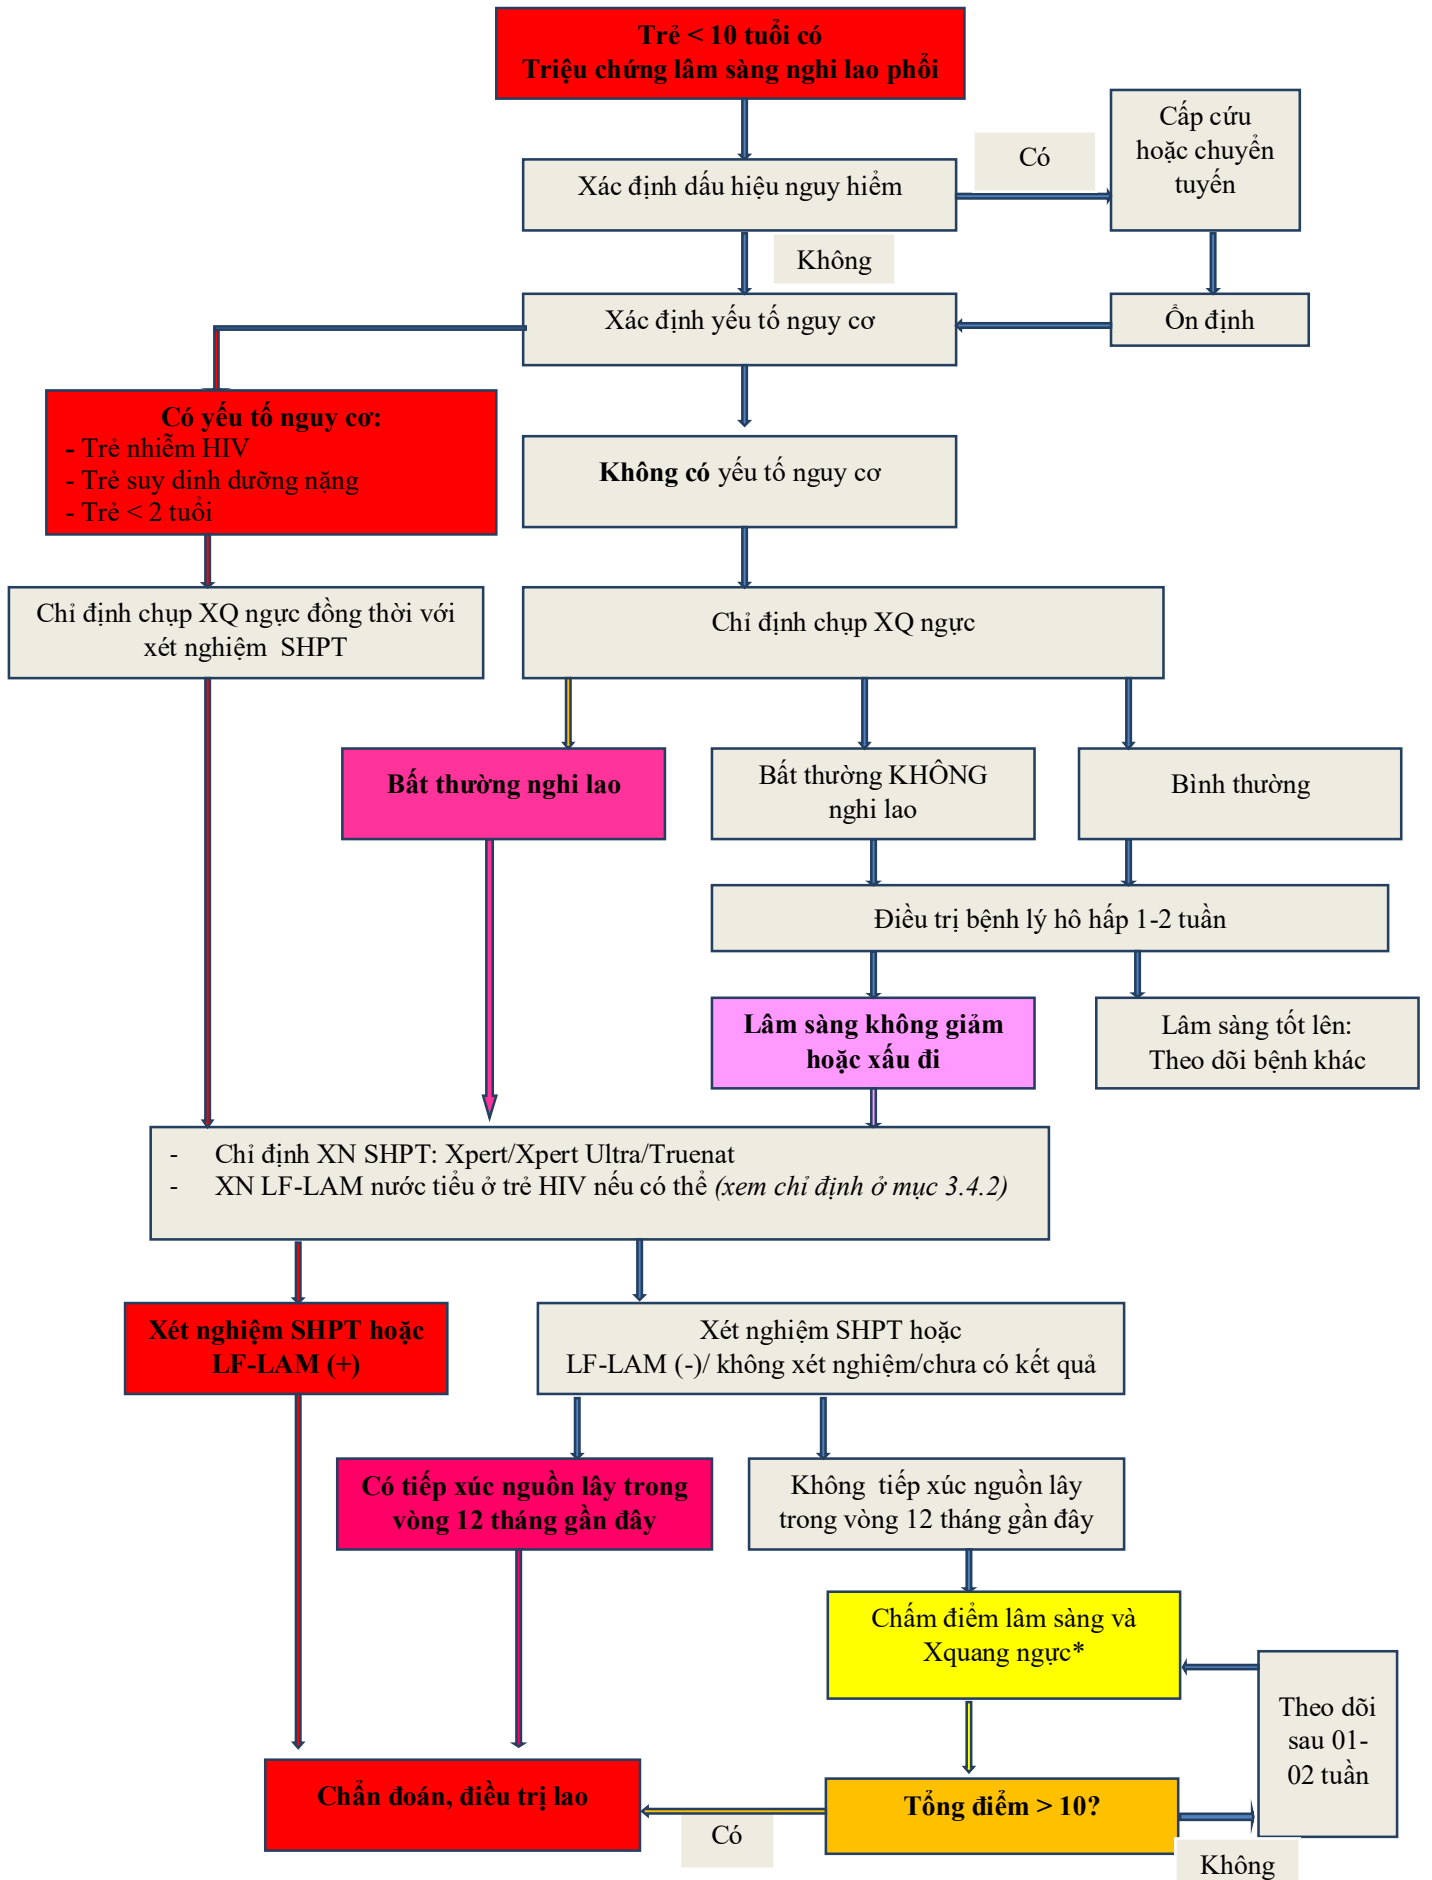 Trẻ < 10 tuổi có
Triệu chứng lâm sàng nghi lao phổi
Cấp cứu
hoặc chuyển
tuyến
Có
Xác định dấu hiệu nguy hiểm
Không
Xác định yếu tố nguy cơ
Ổn định
Có yếu tố nguy cơ:
- Trẻ nhiễm HIV
- Trẻ suy dinh dưỡng nặng
- Trẻ < 2 tuổi
Không có yếu tố nguy cơ
Chỉ định chụp XQ ngực đồng thời với
xét nghiệm SHPT
Chỉ định chụp XQ ngực
Bất thường nghi lao
Bất thường KHÔNG
nghi lao
Bình thường
Điều trị bệnh lý hô hấp 1-2 tuần
Lâm sàng không giảm
hoặc xấu đi
Lâm sàng tốt lên:
Theo dõi bệnh khác
- Chỉ định XN SHPT: Xpert/Xpert Ultra/Truenat
- XN LF-LAM nước tiểu ở trẻ HIV nếu có thể (xem chỉ định ở mục 3.4.2)
Xét nghiệm SHPT hoặc
LF-LAM (+)
Xét nghiệm SHPT hoặc
LF-LAM (-)/ không xét nghiệm/chưa có kết quả
Có tiếp xúc nguồn lây trong
vòng 12 tháng gần đây
Không tiếp xúc nguồn lây
trong vòng 12 tháng gần đây
Chấm điểm lâm sàng và
Xquang ngực*
Theo dõi
sau 01-
02 tuần
Chẩn đoán, điều trị lao
Tổng điểm > 10?
Có
Không